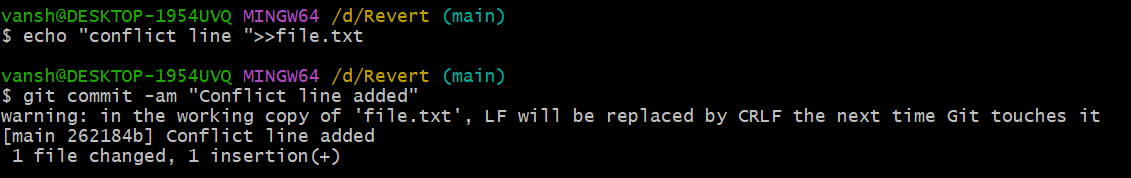 vansh@DESKTOP-1954UVQ MINGW64 /d/Revert (main)
$ echo "conflict line ">>file.txt
vansh@DESKTOP-1954UVQ MINGW64 /d/Revert (main)
$ git commit -am "Conflict line added"
warning: in the working copy of 'file.txt', LF will be replaced by CRLF the next time Git touches it
[main 262184b] Conflict line added
 1 file changed, 1 insertion(+)